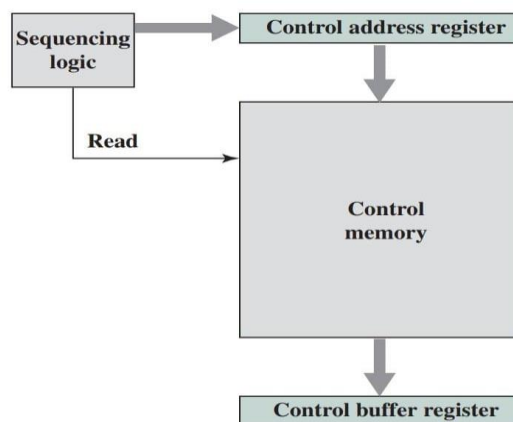 Sequencing
logic
Control address register
Read
Control
memory
Control buffer register